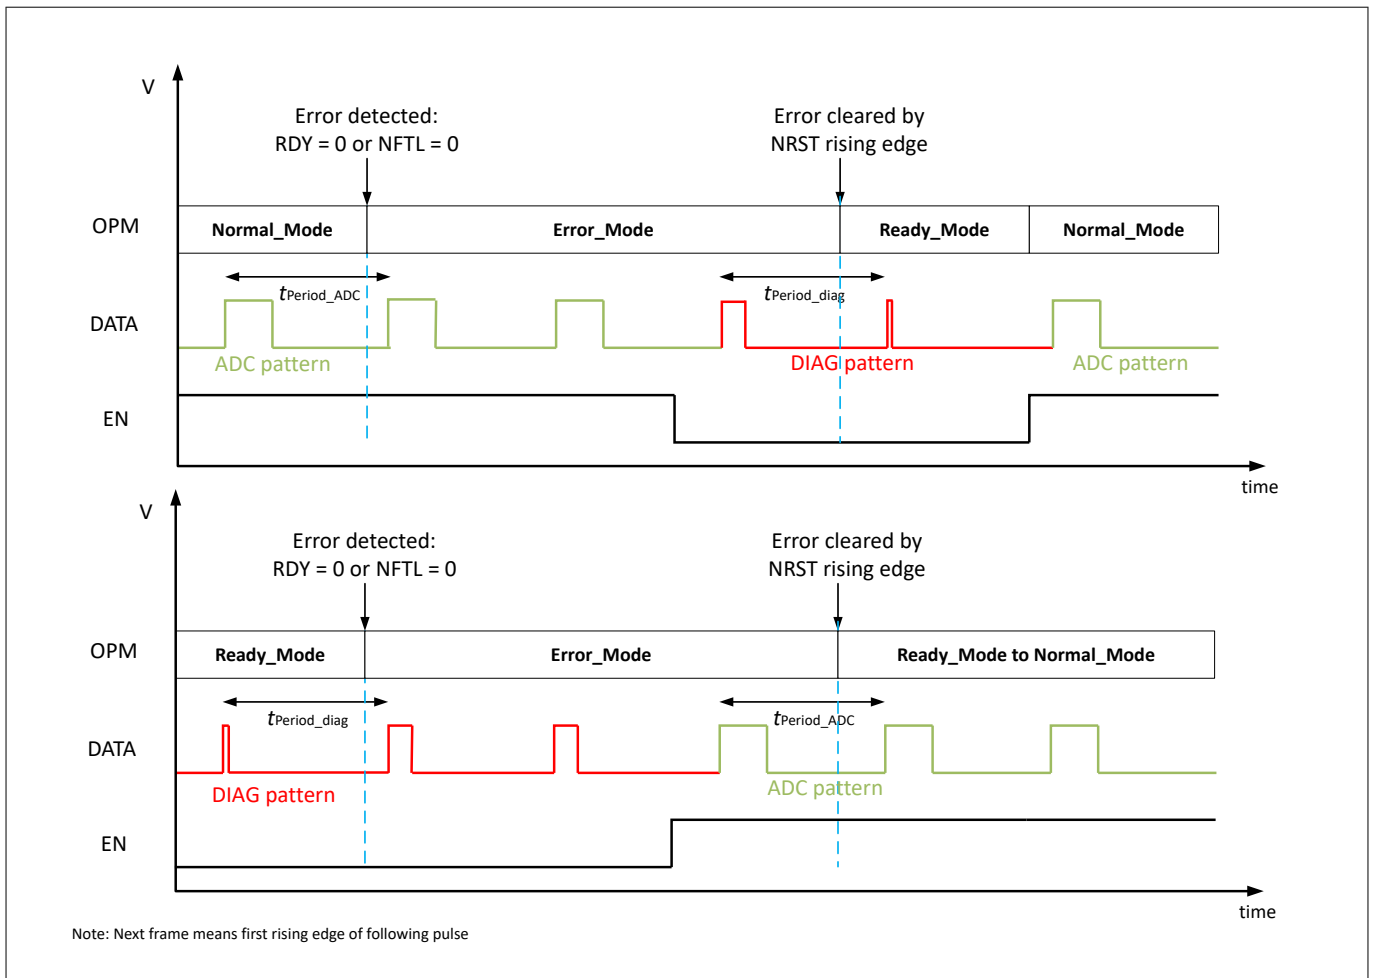 V
Error detected:
RDY = 0 or NFTL = 0
Error cleared by
NRST rising edge
OPM
Normal_Mode
Error_Mode
Ready_Mode
Normal_Mode
tPeriod_ADC
tPeriod_diag
DATA
ADC pattern
DIAG pattern
ADC pattern
EN
time
V
Error detected:
RDY = 0 or NFTL = 0
Error cleared by
NRST rising edge
OPM
Ready_Mode
Error_Mode
Ready_Mode to Normal_Mode
tPeriod_diag
tPeriod_ADC
DATA
DIAG pattern
ADC pattern
EN
time
Note: Next frame means first rising edge of following pulse